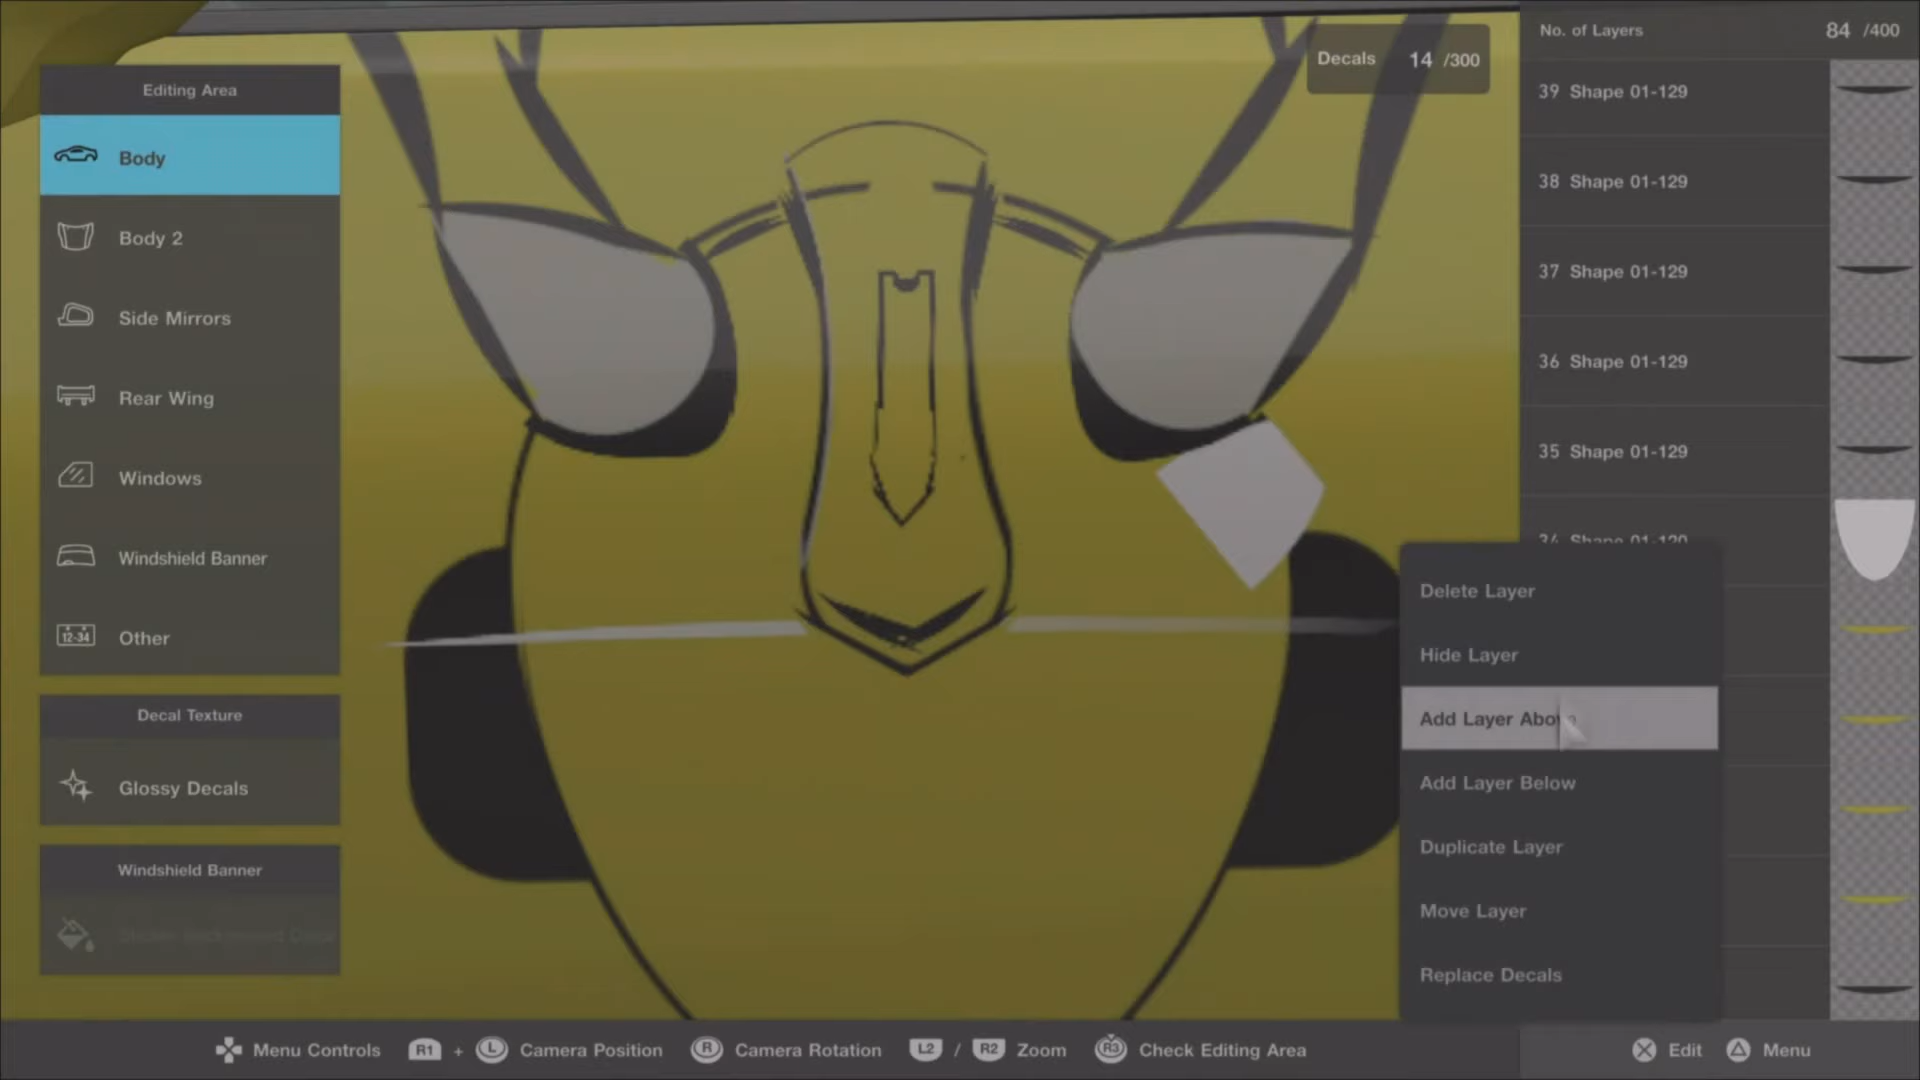 Editing Area
Body
Body 2
Side Mirrors
Rear Wing
Windows
Windshield Banner
12-34
Other
Decal Texture
Glossy Decals
Windshield Banner
Decals 14 /300
No. of Layers 84 /400
39 Shape 01-129
38 Shape 01-129
37 Shape 01-129
36 Shape 01-129
35 Shape 01-129
Delete Layer
Hide Layer
Add Layer Above
Add Layer Below
Duplicate Layer
Move Layer
Replace Decals
Menu Controls R1 + L Camera Position R Camera Rotation L2 / R2 Zoom R3 Check Editing Area Edit Menu